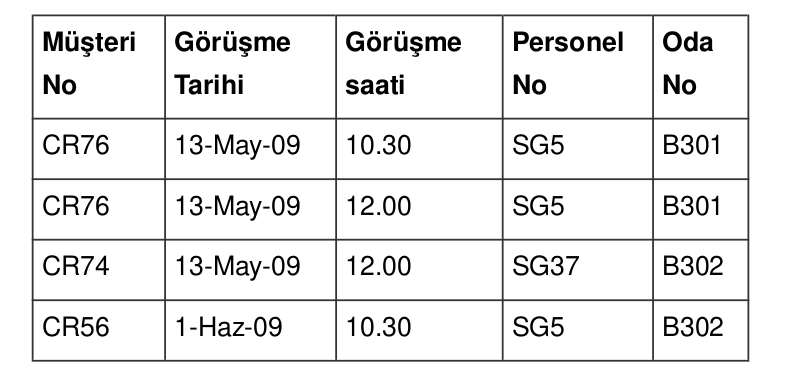 Müşteri No Görüşme Tarihi Görüşme saati Personel No Oda No
CR76 13-May-09 10.30 SG5 B301
CR76 13-May-09 12.00 SG5 B301
CR74 13-May-09 12.00 SG37 B302
CR56 1-Haz-09 10.30 SG5 B302